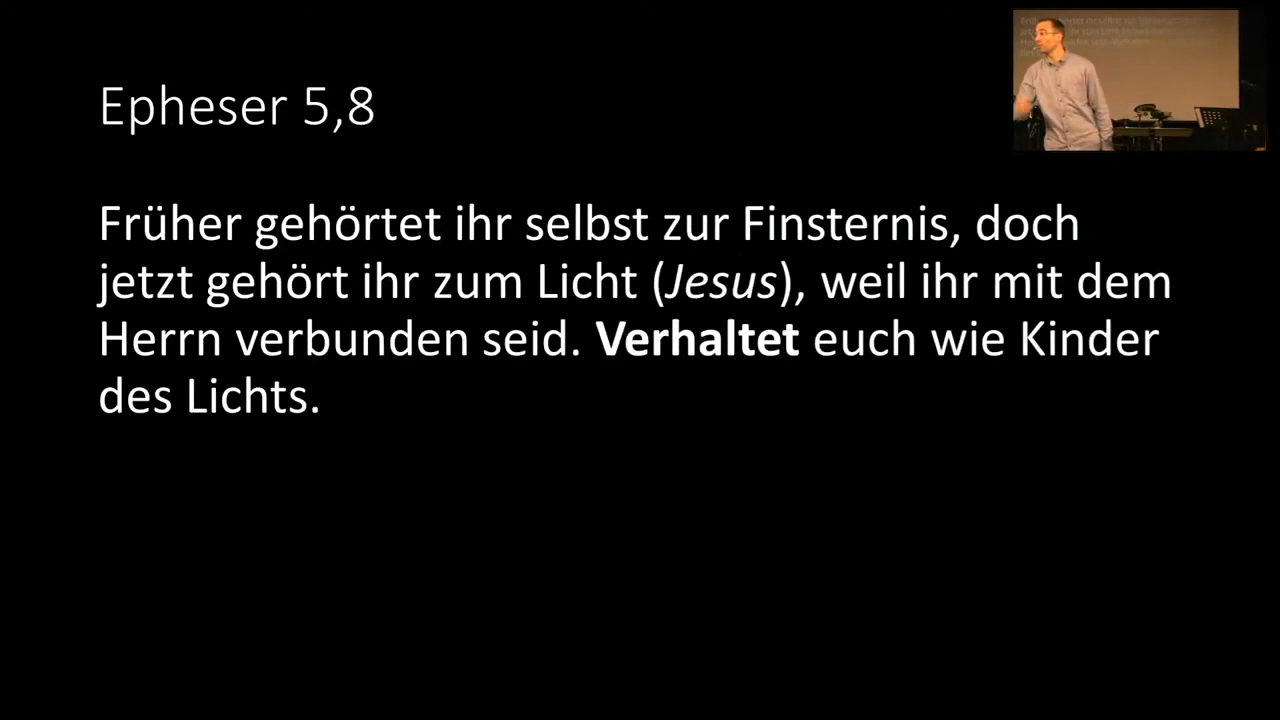 Epheser 5,8
Früher gehörtet ihr selbst zur Finsternis, doch
jetzt gehört ihr zum Licht (Jesus), weil ihr mit dem
Herrn verbunden seid. Verhaltet euch wie Kinder
des Lichts.